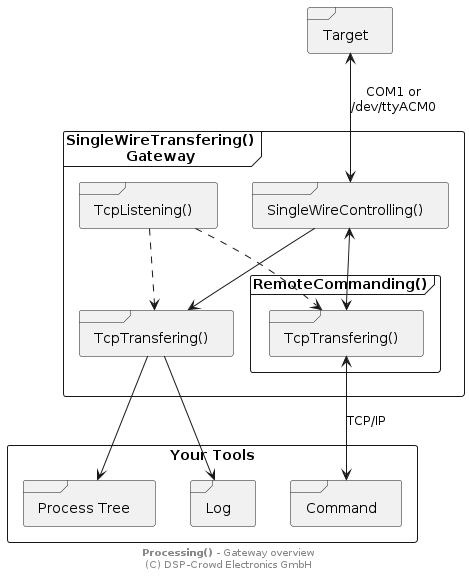 Target
COM1 or
/dev/ttyACM0
SingleWireTransfering()
Gateway
TcpListening()
SingleWireControlling()
RemoteCommanding()
TcpTransfering()
TcpTransfering()
TCP/IP
Your Tools
Process Tree
Log
Command
Processing() - Gateway overview
(C) DSP-Crowd Electronics GmbH